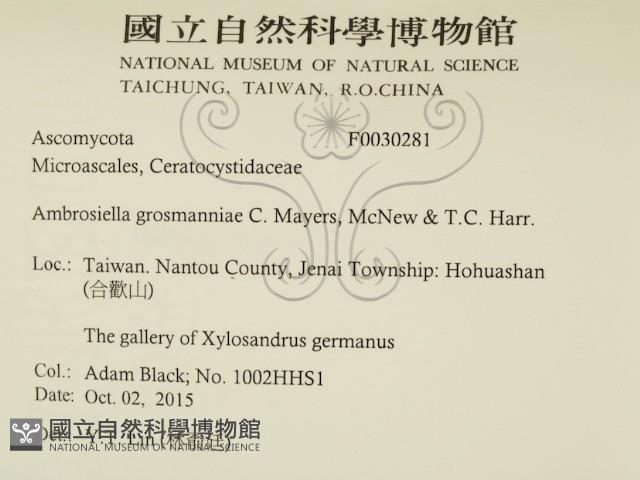 國立自然科學博物館
NATIONAL MUSEUM OF NATURAL SCIENCE
TAICHUNG, TAIWAN, R.O.CHINA
Ascomycota F0030281
Microascales, Ceratocystidaceae
Ambrosiella grosmanniae C. Mayers, McNew & T.C. Harr.
Loc.: Taiwan. Nantou County, Jenai Township: Hohuashan
(合歡山)
The gallery of Xylosandrus germanus
Col.: Adam Black; No. 1002HHS1
Date: Oct. 02, 2015
國立自然科學博物館
NATIONAL MUSEUM OF NATURAL SCIENCE